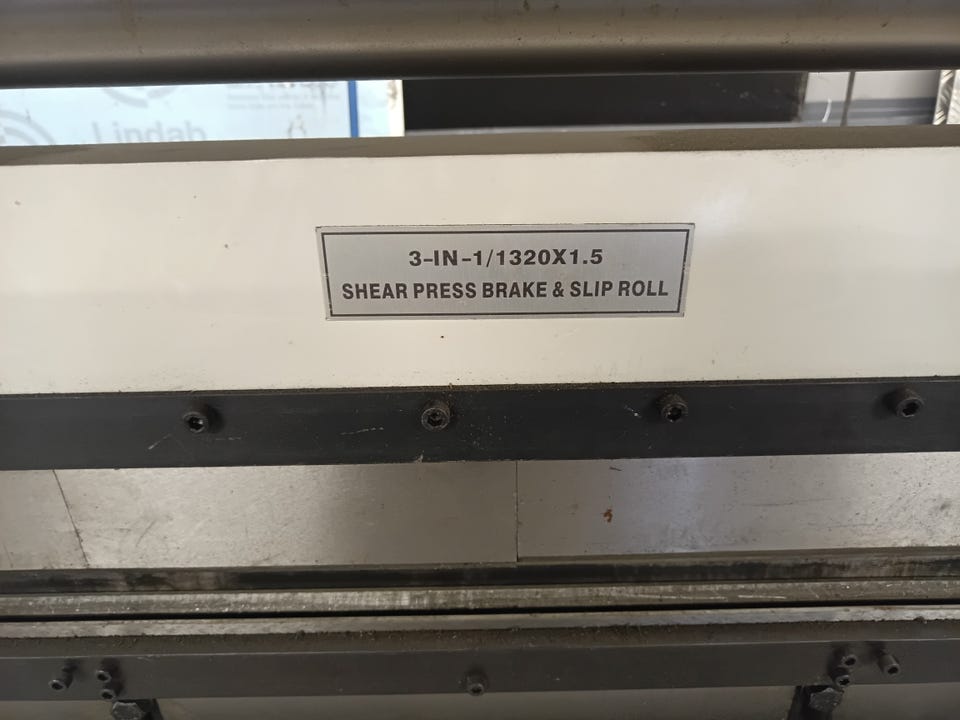 Lindab
3-IN-1/1320X1.5
SHEAR PRESS BRAKE & SLIP ROLL